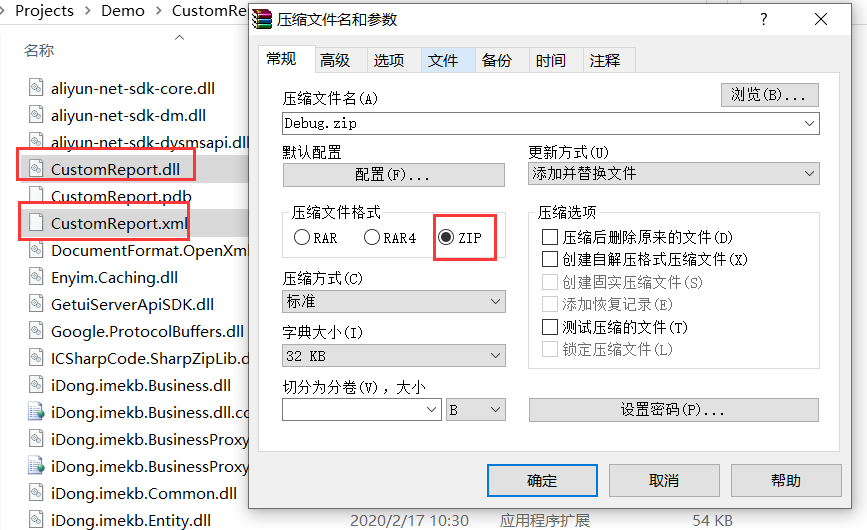 Projects > Demo > CustomRe
名称
aliyun-net-sdk-core.dll
aliyun-net-sdk-dm.dll
aliyun-net-sdk-dysmsapi.dll
CustomReport.dll
CustomReport.pdb
CustomReport.xml
DocumentFormat.OpenXm
Enyim.Caching.dll
GetuiServerApiSDK.dll
Google.ProtocolBuffers.dll
ICSharpCode.SharpZipLib.d
iDong.imekb.Business.dll
iDong.imekb.Business.dll.co
iDong.imekb.BusinessProxy
iDong.imekb.BusinessProxy
iDong.imekb.Common.dll
iDong.imekb.Entity.dll
2020/2/17 10:30 应用程序扩展 54 KB
压缩文件名和参数
?
常规 高级 选项 文件 备份 时间 注释
压缩文件名(A)
浏览(B)...
Debug.zip
默认配置
配置(F)...
更新方式(U)
添加并替换文件
压缩文件格式
RAR RAR4 ZIP
压缩方式(C)
标准
字典大小(I)
32 KB
切分为分卷(V), 大小
B
压缩选项
压缩后删除原来的文件(D)
创建自解压格式压缩文件(X)
创建固实压缩文件(S)
添加恢复记录(E)
测试压缩的文件(T)
锁定压缩文件(L)
设置密码(P)...
确定 取消 帮助